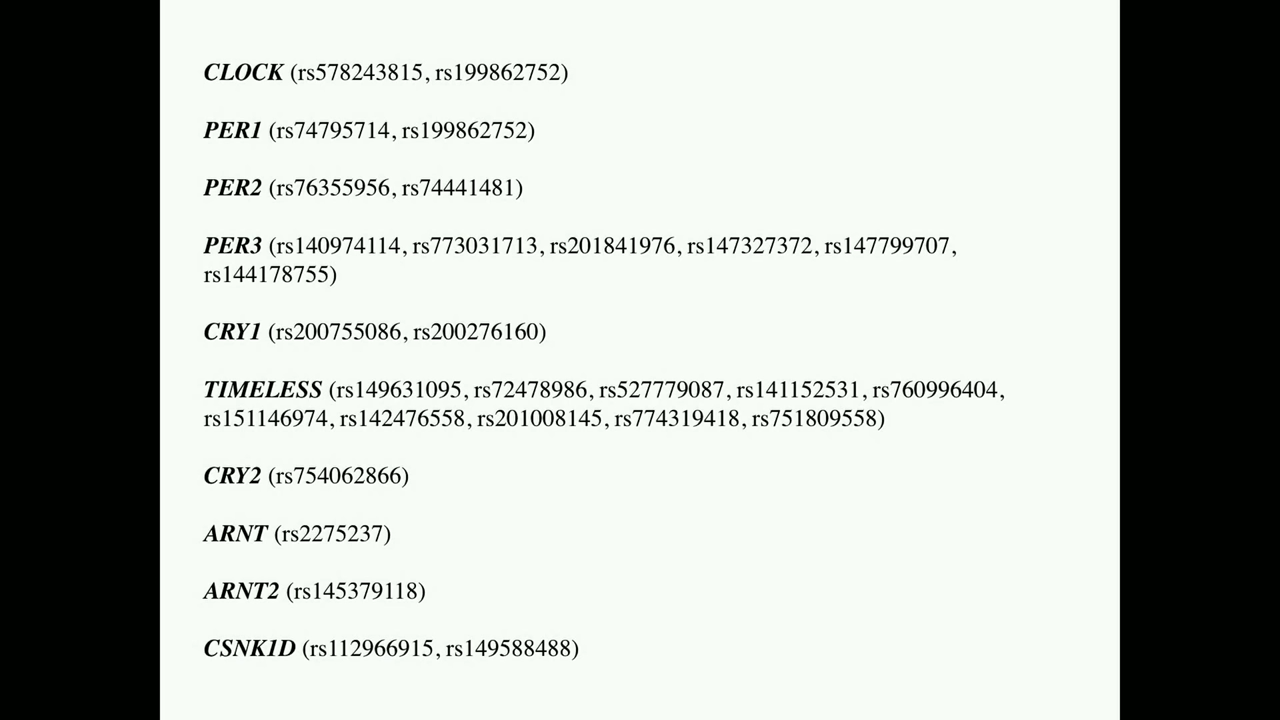 CLOCK (rs578243815, rs199862752)
PER1 (rs74795714, rs199862752)
PER2 (rs76355956, rs74441481)
PER3 (rs140974114, rs773031713, rs201841976, rs147327372, rs147799707,
rs144178755)
CRY1 (rs200755086, rs200276160)
TIMELESS (rs149631095, rs72478986, rs527779087, rs141152531, rs760996404,
rs151146974, rs142476558, rs201008145, rs774319418, rs751809558)
CRY2 (rs754062866)
ARNT (rs2275237)
ARNT2 (rs145379118)
CSNK1D (rs112966915, rs149588488)